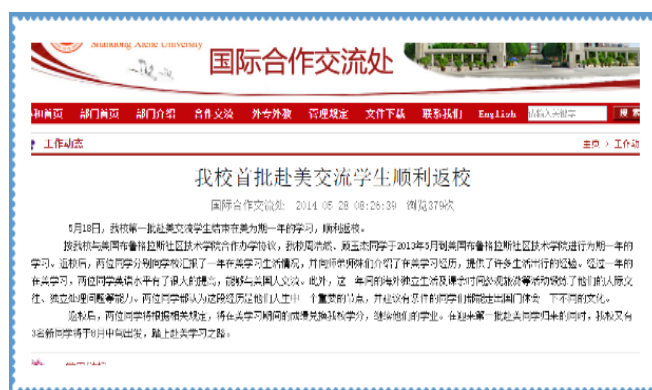 Shandong Xiehe University
国际合作交流处
协和首页 部门首页 部门介绍 合作交流 外专外教 管理规定 文件下载 联系我们 English 请输入关键字 搜 索
工作动态 主页 > 工作动
我校首批赴美交流学生顺利返校
国际合作交流处 2014-05-28 08:26:39 浏览379次
5月18日，我校第一批赴美交流学生结束在美为期一年的学习，顺利返校。
按我校与美国布鲁格拉斯社区技术学院合作办学协议，我校周浩然、顾玉杰同学于2013年5月到美国布鲁格拉斯社区技术学院进行为期一年的
学习。返校后，两位同学分别向学校汇报了一年在美学习生活情况，并向师弟师妹们介绍了在美学习经历，提供了许多生活出行的经验。经过一年的
在美学习，两位同学英语水平有了很大的提高，能够与美国人交流。此外，这一年间的海外独立生活及课余时间参观旅游等活动锻炼了他们的人际交
往、独立处理问题等能力。两位同学都认为这段经历是他们人生中一个重要的节点，并建议有条件的同学们都能走出国门体会一下不同的文化。
返校后，两位同学将根据相关规定，将在美学习期间的成绩兑换我校学分，继续他们的学业。在迎来第一批赴美同学归来的同时，我校又有
3名新同学将于8月中旬出发，踏上赴美学习之路。